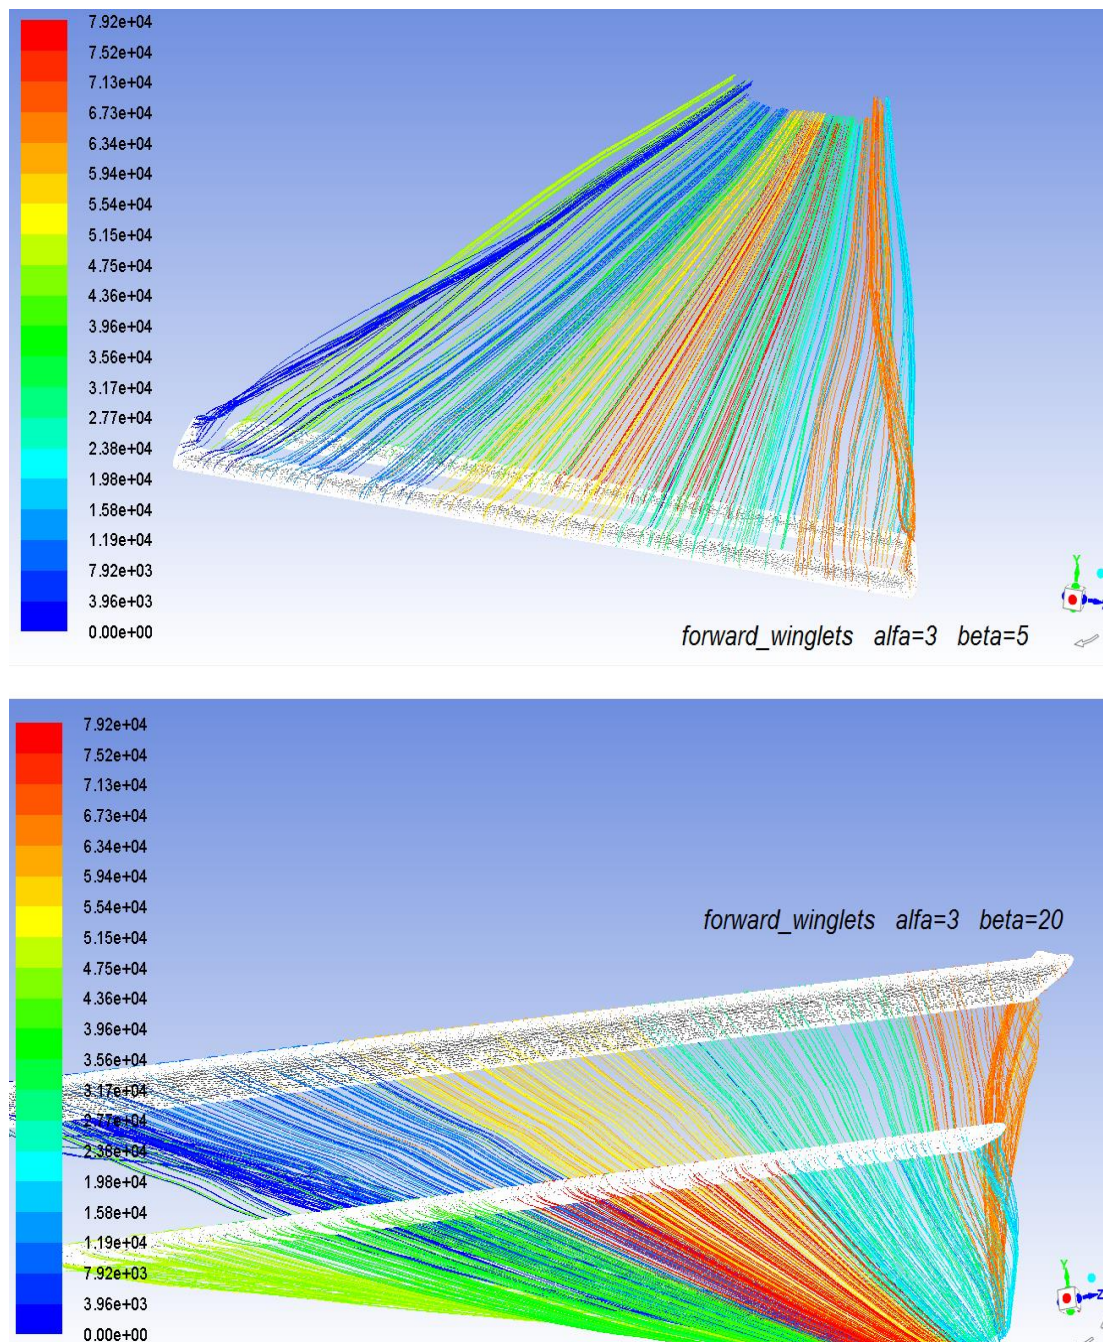 7.92e+04
7.52e+04
7.13e+04
6.73e+04
6.34e+04
5.94e+04
5.54e+04
5.15e+04
4.75e+04
4.36e+04
3.96e+04
3.56e+04
3.17e+04
2.77e+04
2.38e+04
1.98e+04
1.58e+04
1.19e+04
7.92e+03
3.96e+03
0.00e+00
Y
forward_winglets alfa=3 beta=5
7.92e+04
7.52e+04
7.13e+04
6.73e+04
6.34e+04
5.94e+04
5.54e+04
5.15e+04
4.75e+04
4.36e+04
3.96e+04
3.56e+04
3.17e+04
2.77e+04
2.38e+04
1.98e+04
1.58e+04
1.19e+04
7.92e+03
3.96e+03
0.00e+00
forward_winglets alfa=3 beta=20
Y
Z